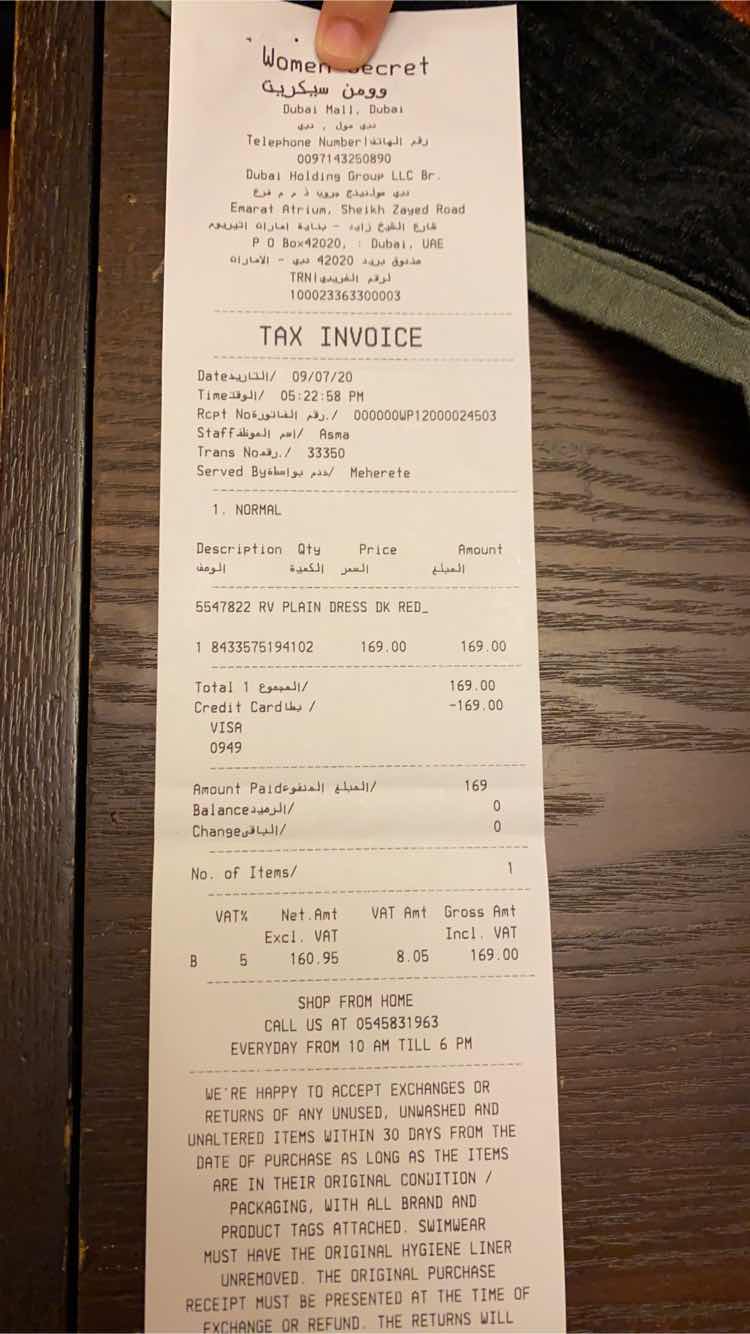 Women Secret
وومن سيكريت
Dubai Mall, Dubai
دبي مول , دبي
Telephone Number|رقم الهاتف
0097143250890
Dubai Holding Group LLC Br.
دبي هولدينج جروب ذ م م فرع
Emarat Atrium, Sheikh Zayed Road
شارع الشيخ زايد - بناية امارات اتيريوم
P O Box42020, : Dubai, UAE
صندوق بريد 42020 دبي - الامارات
TRN|لرقم الضريبي
100023363300003
TAX INVOICE
Dateالتاريخ/ 09/07/20
Timeالوقت/ 05:22:58 PM
Rcpt Noرقم الفاتورة./ 000000WP12000024503
Staffاسم الموظف/ Asma
Trans Noرقم./ 33350
Served Byخدم بواسطة/ Meherete
1. NORMAL
Description Qty Price Amount
الوصف الكمية السعر المبلغ
5547822 RV PLAIN DRESS DK RED_
1 8433575194102 169.00 169.00
Total 1 المجموع/ 169.00
Credit Cardبطا / -169.00
VISA
0949
Amount Paidالمبلغ المدفوع/ 169
Balanceالرصيد/ 0
Changeالباقي/ 0
No. of Items/ 1
VAT% Net.Amt VAT Amt Gross Amt
Excl. VAT Incl. VAT
B 5 160.95 8.05 169.00
SHOP FROM HOME
CALL US AT 0545831963
EVERYDAY FROM 10 AM TILL 6 PM
WE'RE HAPPY TO ACCEPT EXCHANGES OR
RETURNS OF ANY UNUSED, UNWASHED AND
UNALTERED ITEMS WITHIN 30 DAYS FROM THE
DATE OF PURCHASE AS LONG AS THE ITEMS
ARE IN THEIR ORIGINAL CONDITION /
PACKAGING, WITH ALL BRAND AND
PRODUCT TAGS ATTACHED. SWIMWEAR
MUST HAVE THE ORIGINAL HYGIENE LINER
UNREMOVED. THE ORIGINAL PURCHASE
RECEIPT MUST BE PRESENTED AT THE TIME OF
EXCHANGE OR REFUND. THE RETURNS WILL